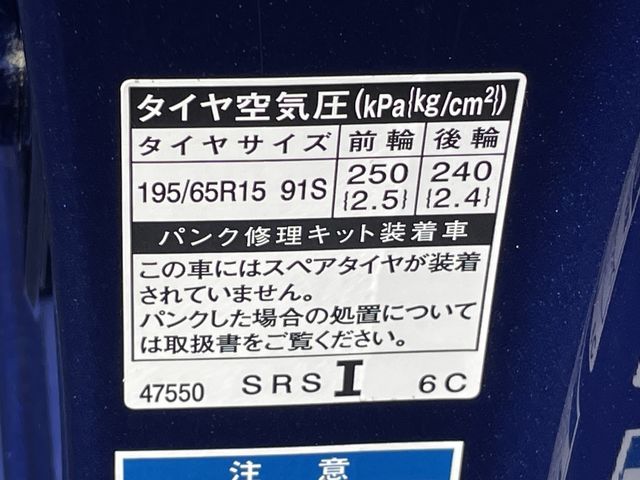 タイヤ空気圧(kPa{kg/cm²})
タイヤサイズ 前輪 後輪
195/65R15 91S 250 240
{2.5} {2.4}
パンク修理キット装着車
この車にはスペアタイヤが装着
されていません。
パンクした場合の処置について
は取扱書をご覧ください。
47550 SRS I 6C
注意